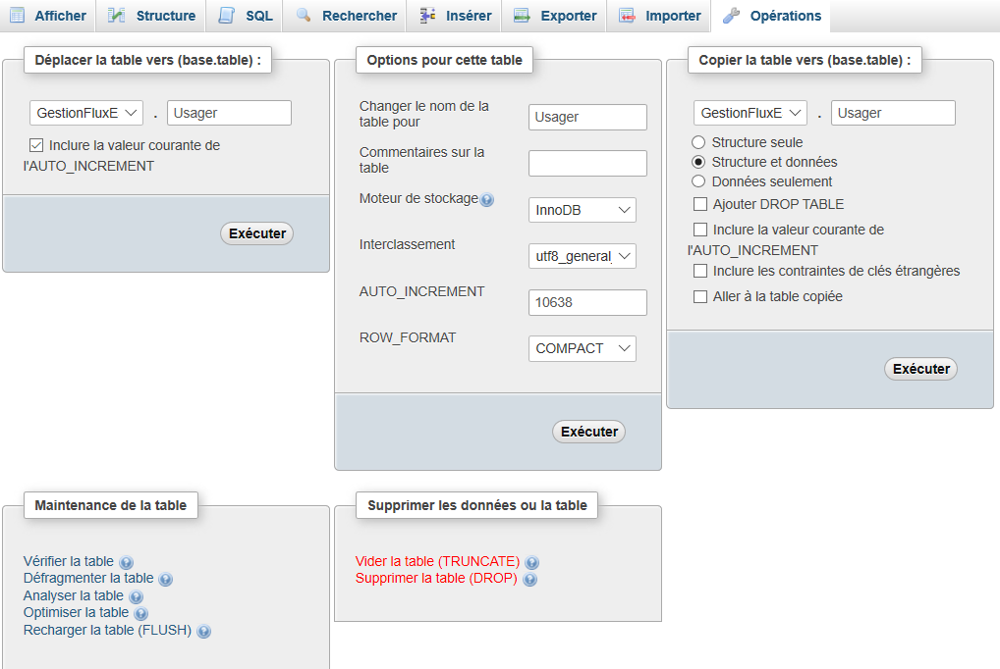 Afficher
Structure
SQL
Rechercher
Insérer
Exporter
Importer
Opérations
Déplacer la table vers (base.table) :
GestionFluxE . Usager
Inclure la valeur courante de
l'AUTO_INCREMENT
Exécuter
Options pour cette table
Changer le nom de la
table pour
Usager
Commentaires sur la
table
Moteur de stockage
InnoDB
Interclassement
utf8_general_
AUTO_INCREMENT
10638
ROW_FORMAT
COMPACT
Exécuter
Copier la table vers (base.table) :
GestionFluxE . Usager
Structure seule
Structure et données
Données seulement
Ajouter DROP TABLE
Inclure la valeur courante de
l'AUTO_INCREMENT
Inclure les contraintes de clés étrangères
Aller à la table copiée
Exécuter
Maintenance de la table
Vérifier la table
Défragmenter la table
Analyser la table
Optimiser la table
Recharger la table (FLUSH)
Supprimer les données ou la table
Vider la table (TRUNCATE)
Supprimer la table (DROP)